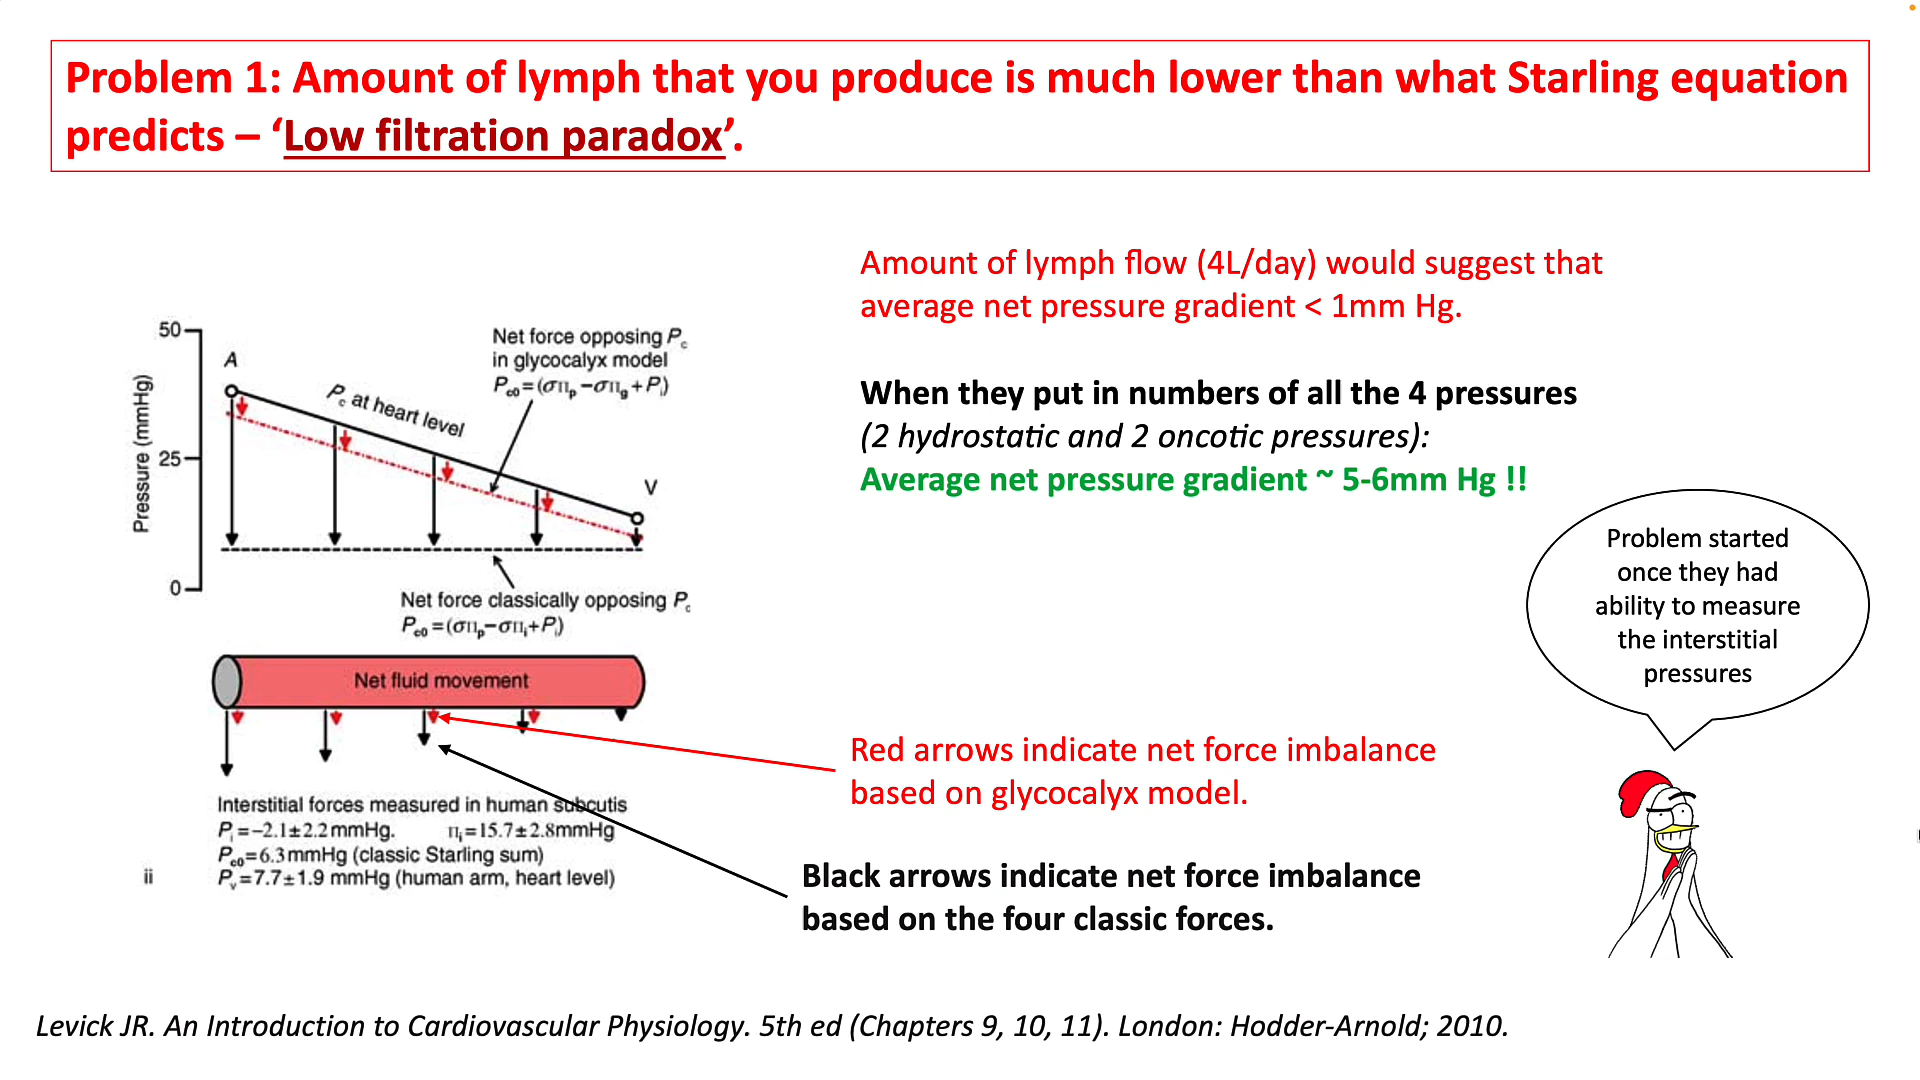 Problem 1: Amount of lymph that you produce is much lower than what Starling equation
predicts – ‘Low filtration paradox’.
Amount of lymph flow (4L/day) would suggest that
average net pressure gradient < 1mm Hg.
When they put in numbers of all the 4 pressures
(2 hydrostatic and 2 oncotic pressures):
Average net pressure gradient ~ 5-6mm Hg !!
Problem started
once they had
ability to measure
the interstitial
pressures
Pressure (mmHg)
50
25
0
A
V
Pc at heart level
Net force opposing Pc
in glycocalyx model
Pc0=(σπp−σπg+Pi)
Net force classically opposing Pc
Pc0=(σπp−σπi+Pi)
Net fluid movement
Interstitial forces measured in human subcutis
Pi=−2.1±2.2mmHg. πi=15.7±2.8mmHg
Pc0=6.3mmHg (classic Starling sum)
ii Pv=7.7±1.9 mmHg (human arm, heart level)
Red arrows indicate net force imbalance
based on glycocalyx model.
Black arrows indicate net force imbalance
based on the four classic forces.
Levick JR. An Introduction to Cardiovascular Physiology. 5th ed (Chapters 9, 10, 11). London: Hodder-Arnold; 2010.